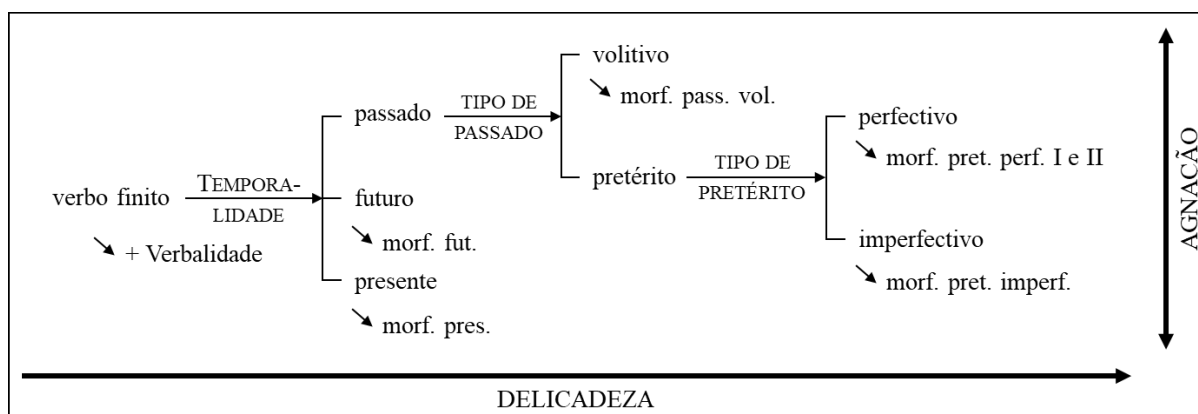 volitivo
morf. pass. vol.
passado
TIPO DE
PASSADO
perfectivo
morf. pret. perf. I e II
pretérito
TIPO DE
PRETÉRITO
verbo finito
+ Verbalidade
TEMPORA-
LIDADE
futuro
morf. fut.
imperfectivo
morf. pret. imperf.
presente
morf. pres.
AGNAÇÃO
DELICADEZA